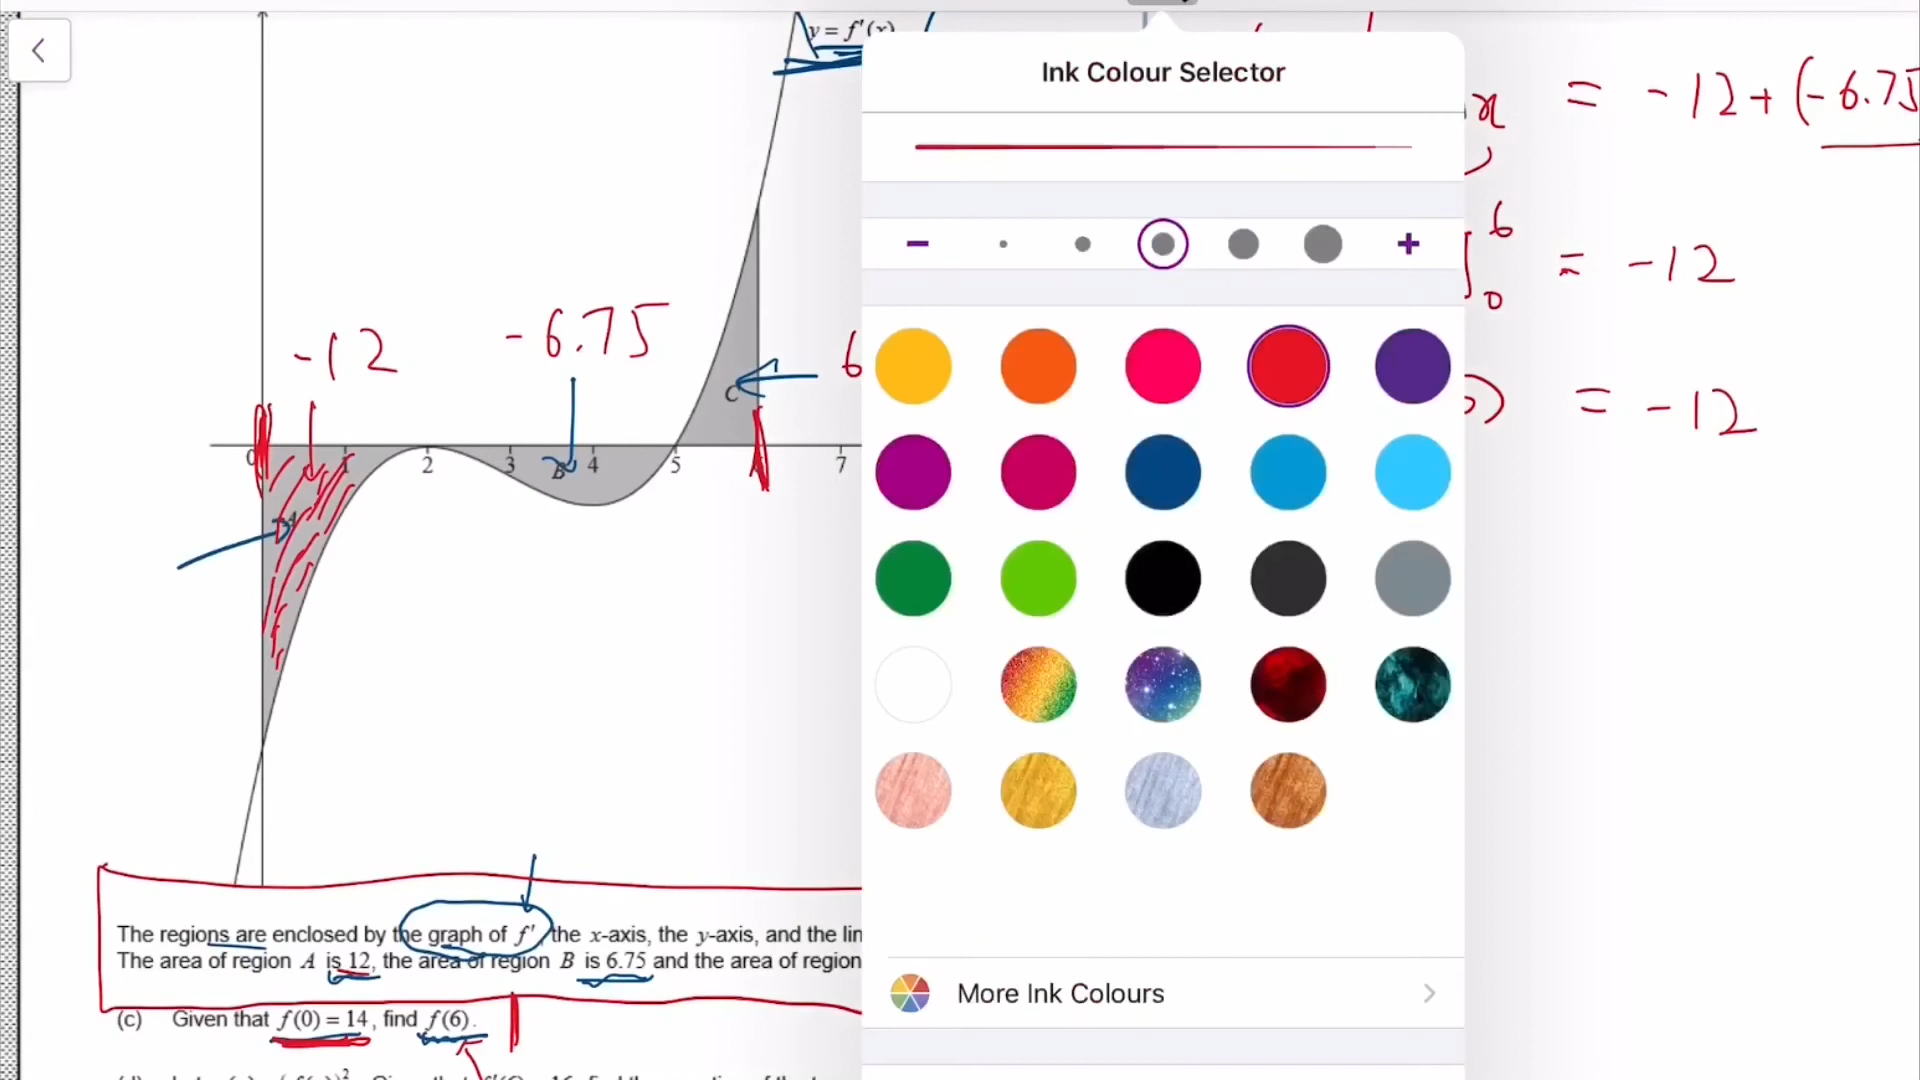 y = f'(x)
Ink Colour Selector
x = -12 + (-6.75
6
0
= -12
-12
-6.75
6
C
= -12
0 1 2 3 4 5 7
B
A
The regions are enclosed by the graph of f', the x-axis, the y-axis, and the lin
The area of region A is 12, the area of region B is 6.75 and the area of region
More Ink Colours
(c) Given that f(0) = 14, find f(6).